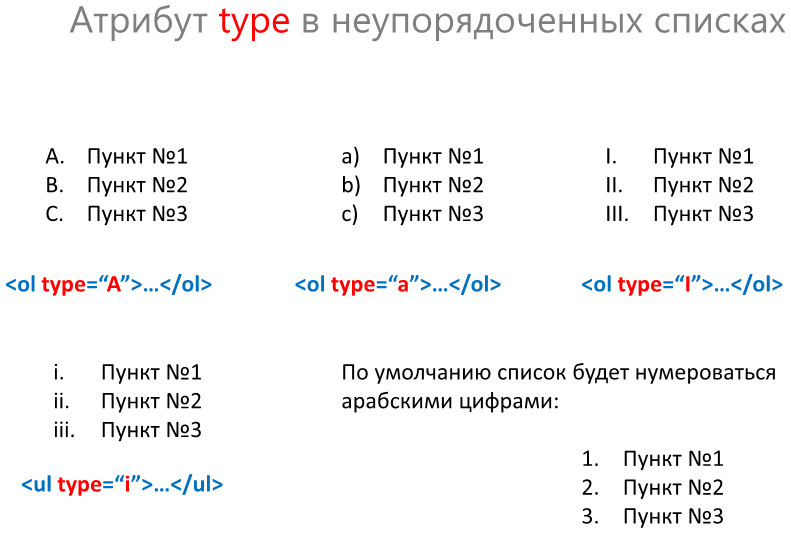 Атрибут type в неупорядоченных списках
A. Пункт №1
B. Пункт №2
C. Пункт №3
<ol type=“A”>…</ol>
a) Пункт №1
b) Пункт №2
c) Пункт №3
<ol type=“a”>…</ol>
I. Пункт №1
II. Пункт №2
III. Пункт №3
<ol type=“I”>…</ol>
i. Пункт №1
ii. Пункт №2
iii. Пункт №3
<ul type=“i”>…</ul>
По умолчанию список будет нумероваться
арабскими цифрами:
1. Пункт №1
2. Пункт №2
3. Пункт №3